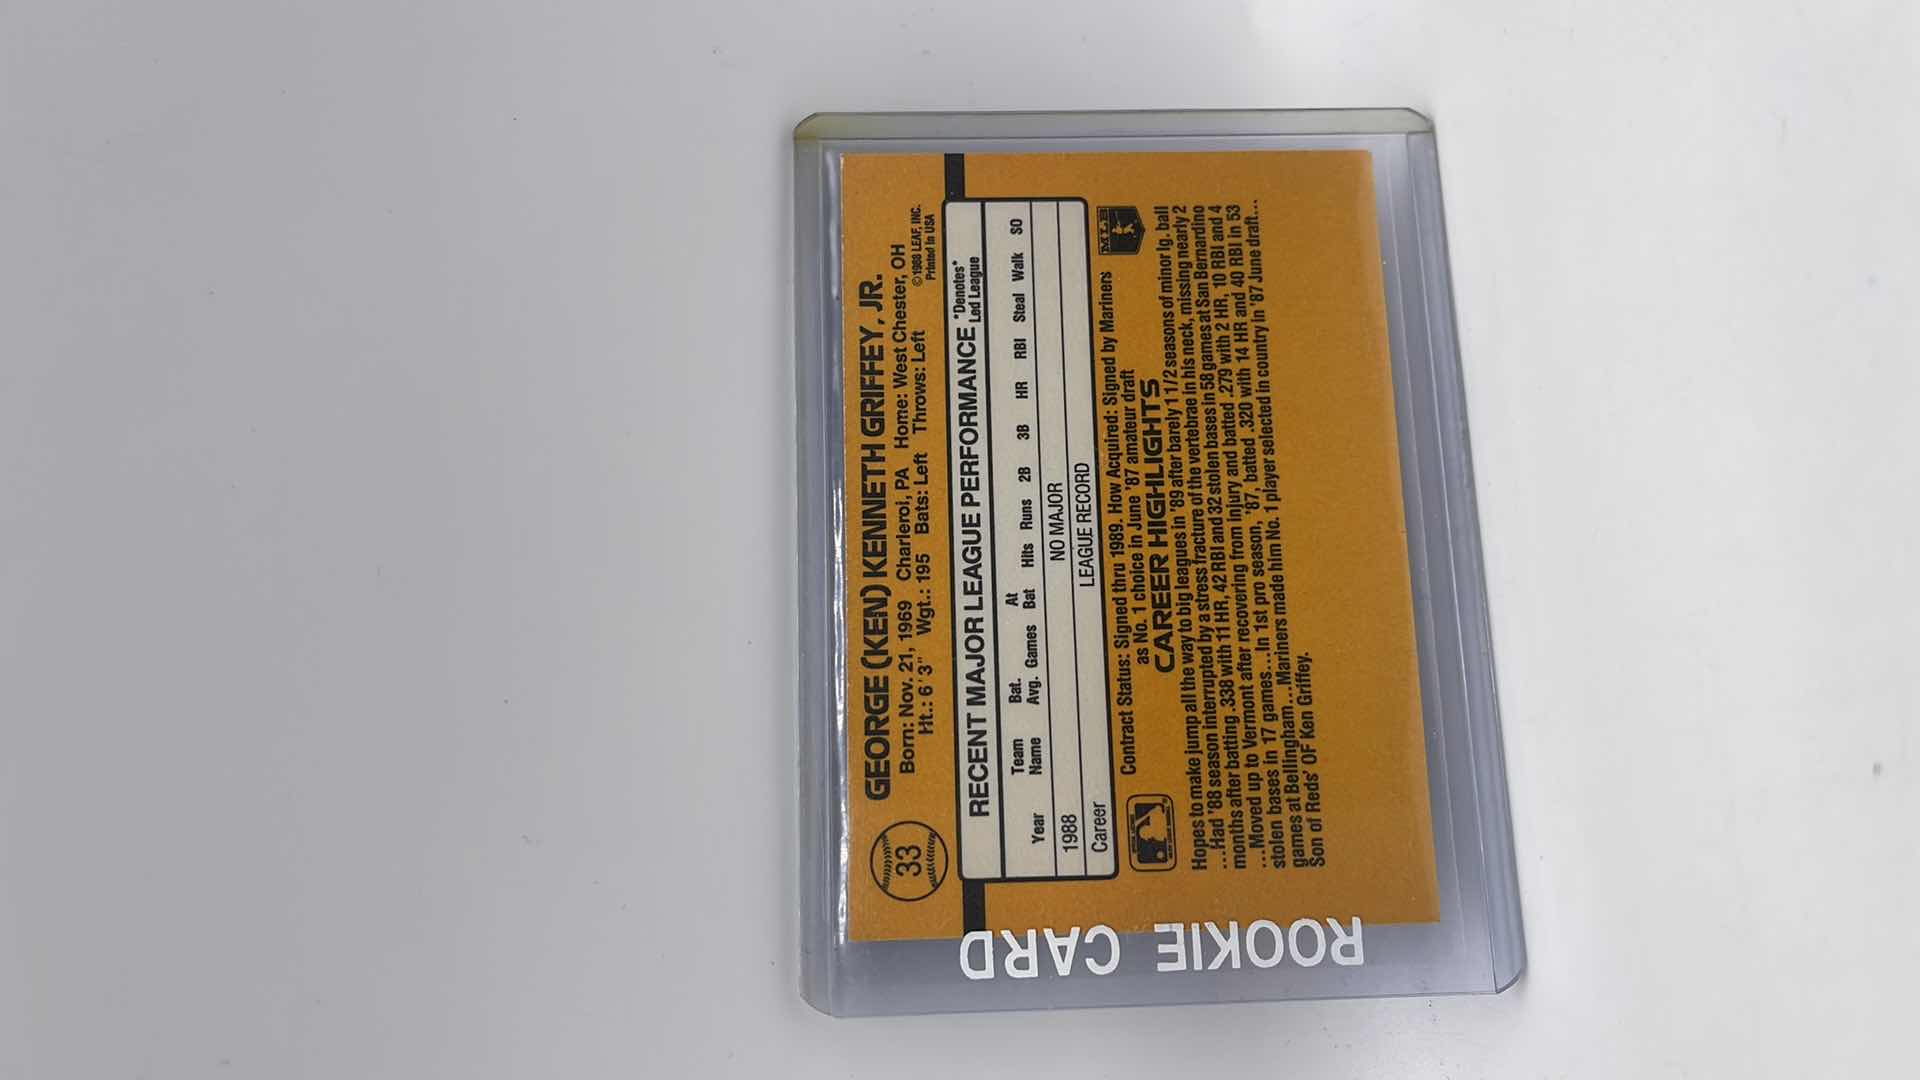 33
GEORGE (KEN) KENNETH GRIFFEY, JR.
Born: Nov. 21, 1969 Charleroi, PA Home: West Chester, OH
Ht.: 6'3" Wgt.: 195 Bats: Left Throws: Left
©1988 LEAF, INC.
Printed in USA
RECENT MAJOR LEAGUE PERFORMANCE
*Denotes*
Led League
Year Team Name Bat. Avg. Games At Bat Hits Runs 2B 3B HR RBI Steal Walk SO
1988 NO MAJOR
Career LEAGUE RECORD
Contract Status: Signed thru 1989. How Acquired: Signed by Mariners
as No. 1 choice in June '87 amateur draft
MLB
CAREER HIGHLIGHTS
Hopes to make jump all the way to big leagues in '89 after barely 1 1/2 seasons of minor lg. ball
...Had '88 season interrupted by a stress fracture of the vertebrae in his neck, missing nearly 2
months after batting .338 with 11 HR, 42 RBI and 32 stolen bases in 58 games at San Bernardino
...Moved up to Vermont after recovering from injury and batted .279 with 2 HR, 10 RBI and 4
stolen bases in 17 games...In 1st pro season, '87, batted .320 with 14 HR and 40 RBI in 53
games at Bellingham...Mariners made him No. 1 player selected in country in '87 June draft...
Son of Reds' OF Ken Griffey.
ROOKIE CARD